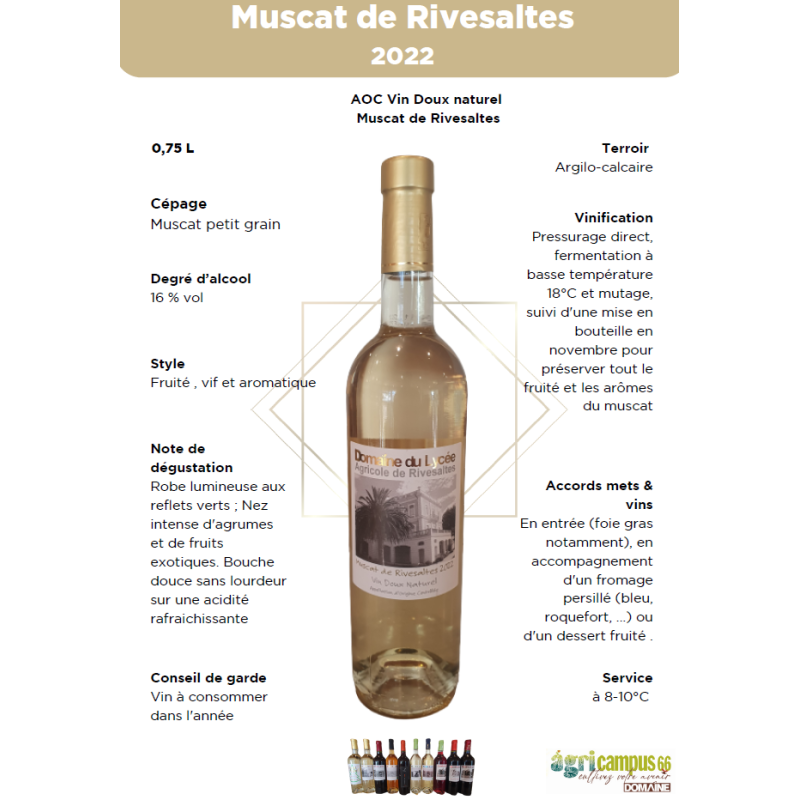 Muscat de Rivesaltes
2022
AOC Vin Doux naturel
Muscat de Rivesaltes
0,75 L
Cépage
Muscat petit grain
Degré d'alcool
16 % vol
Style
Fruité , vif et aromatique
Note de
dégustation
Robe lumineuse aux
reflets verts ; Nez
intense d'agrumes
et de fruits
exotiques. Bouche
douce sans lourdeur
sur une acidité
rafraichissante
Conseil de garde
Vin à consommer
dans l'année
Domaine du Lycée
Agricole de Rivesaltes
Muscat de Rivesaltes 2022
Vin Doux Naturel
Terroir
Argilo-calcaire
Vinification
Pressurage direct,
fermentation à
basse température
18°C et mutage,
suivi d'une mise en
bouteille en
novembre pour
préserver tout le
fruité et les arômes
du muscat
Accords mets &
vins
En entrée (foie gras
notamment), en
accompagnement
d'un fromage
persillé (bleu,
roquefort, ...) ou
d'un dessert fruité .
Service
à 8-10°C
agricampus 66
cultivez votre avenir
DOMAINE